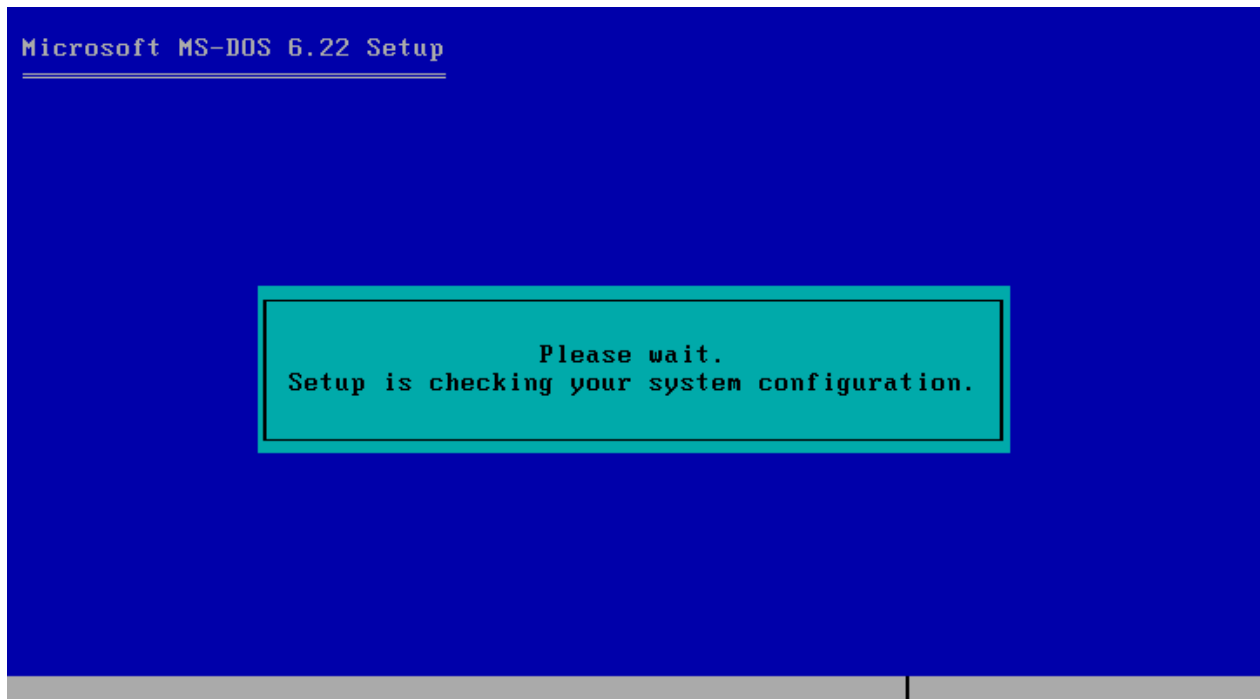 Microsoft MS-DOS 6.22 Setup
Please wait.
Setup is checking your system configuration.